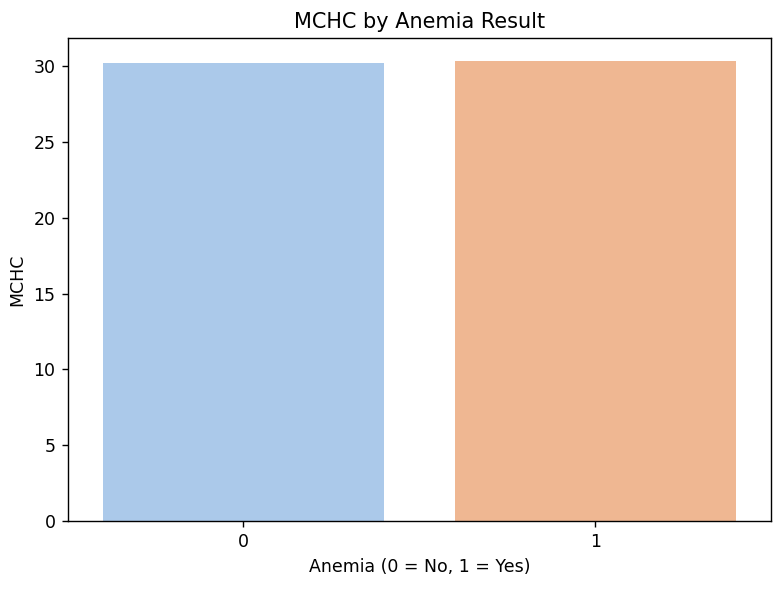 MCHC by Anemia Result
MCHC
30
25
20
15
10
5
0
0 1
Anemia (0 = No, 1 = Yes)